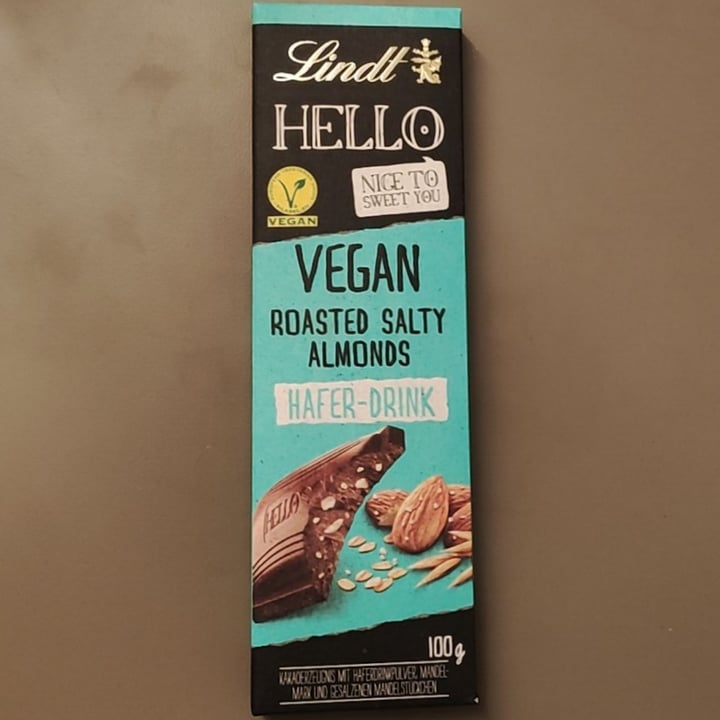 Lindt
HELLO
NICE TO
SWEET YOU
VEGAN
VEGAN
ROASTED SALTY
ALMONDS
HAFER-DRINK
HELLO
100g
KAKAOERZEUGNIS MIT HAFERDRINKPULVER, MANDEL-
MARK UND GESALZENEN MANDELSTÜCKCHEN